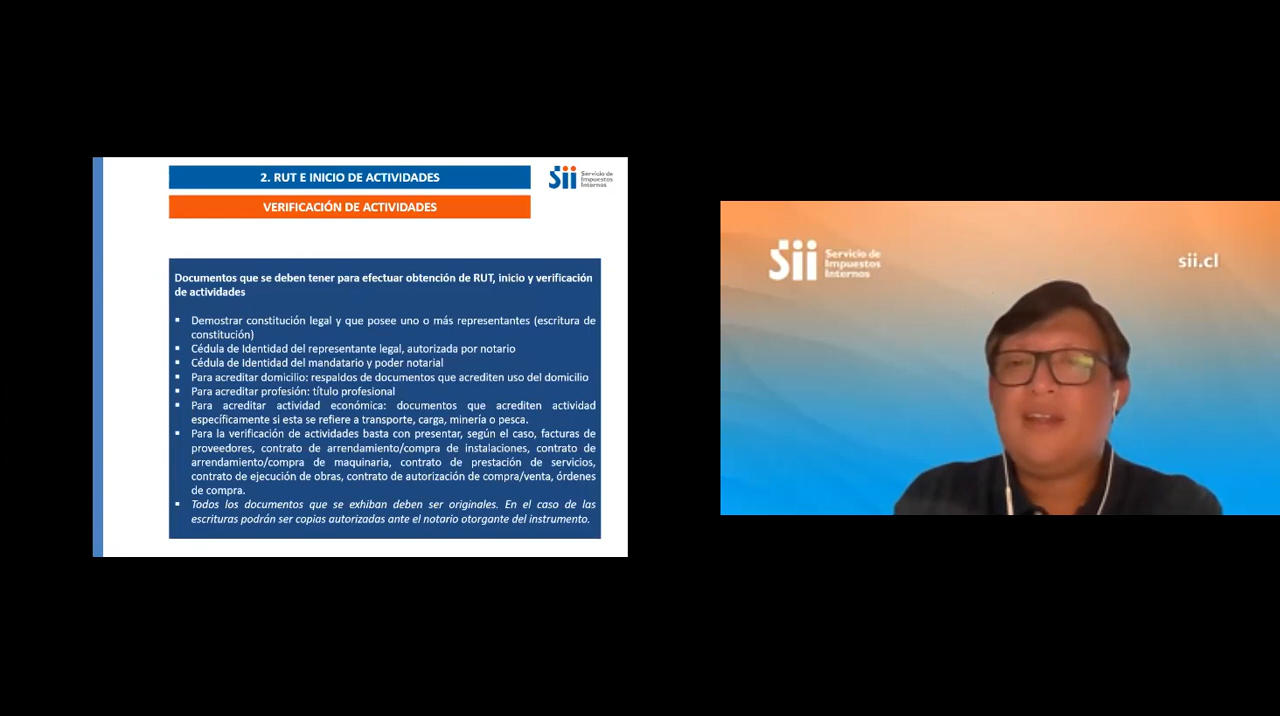 2. RUT E INICIO DE ACTIVIDADES
Sii Servicio de
Impuestos
Internos
VERIFICACIÓN DE ACTIVIDADES
Documentos que se deben tener para efectuar obtención de RUT, inicio y verificación
de actividades
▪ Demostrar constitución legal y que posee uno o más representantes (escritura de
constitución)
▪ Cédula de Identidad del representante legal, autorizada por notario
▪ Cédula de Identidad del mandatario y poder notarial
▪ Para acreditar domicilio: respaldos de documentos que acrediten uso del domicilio
▪ Para acreditar profesión: título profesional
▪ Para acreditar actividad económica: documentos que acrediten actividad
específicamente si esta se refiere a transporte, carga, minería o pesca.
▪ Para la verificación de actividades basta con presentar, según el caso, facturas de
proveedores, contrato de arrendamiento/compra de instalaciones, contrato de
arrendamiento/compra de maquinaria, contrato de prestación de servicios,
contrato de ejecución de obras, contrato de autorización de compra/venta, órdenes
de compra.
▪ Todos los documentos que se exhiban deben ser originales. En el caso de las
escrituras podrán ser copias autorizadas ante el notario otorgante del instrumento.
Sii Servicio de
Impuestos
Internos
sii.cl